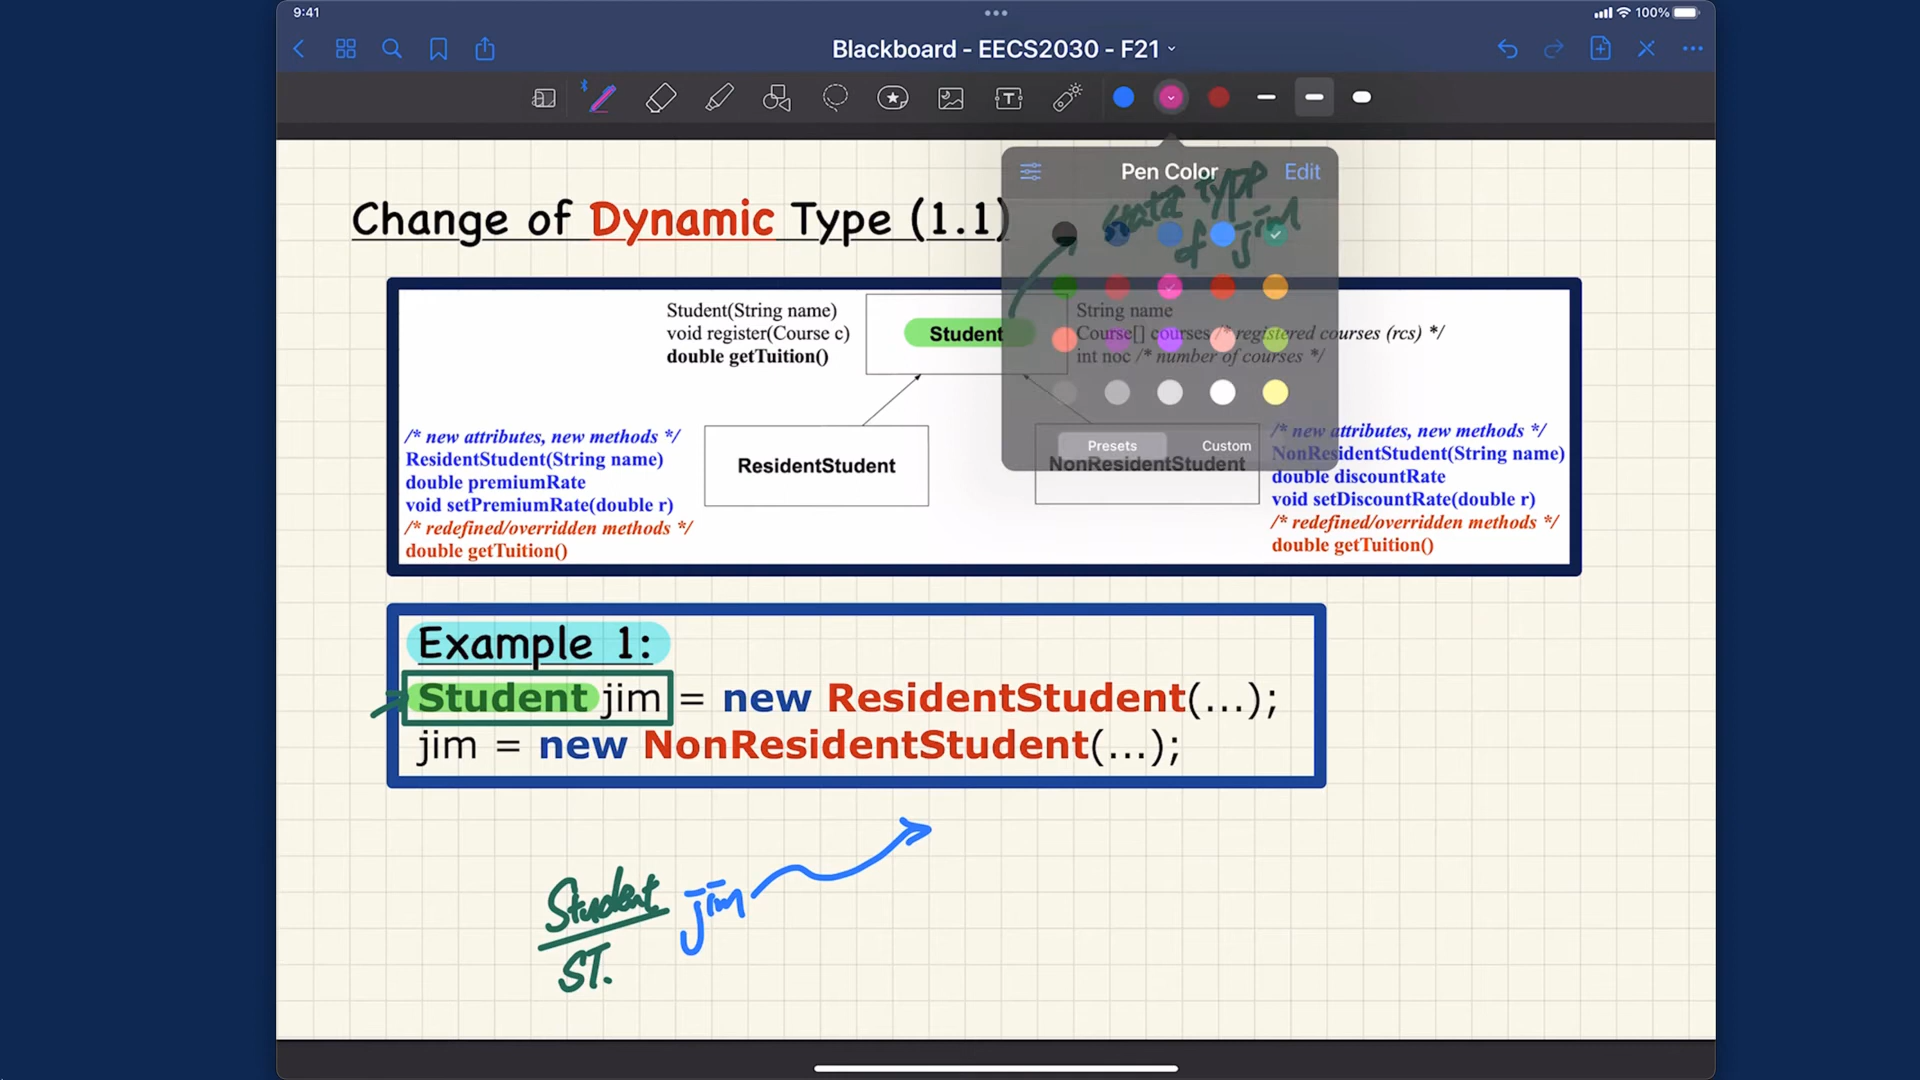 9:41
100%
Blackboard - EECS2030 - F21
Pen Color
Edit
type
of jim
Change of Dynamic Type (1.1)
Student(String name)
void register(Course c)
double getTuition()
Student
String name
Course[] courses /* registered courses (rcs) */
int noc /* number of courses */
Presets
Custom
/* new attributes, new methods */
ResidentStudent(String name)
double premiumRate
void setPremiumRate(double r)
/* redefined/overridden methods */
double getTuition()
ResidentStudent
NonResidentStudent
/* new attributes, new methods */
NonResidentStudent(String name)
double discountRate
void setDiscountRate(double r)
/* redefined/overridden methods */
double getTuition()
Example 1:
Student jim = new ResidentStudent(...);
jim = new NonResidentStudent(...);
Student jim
ST.